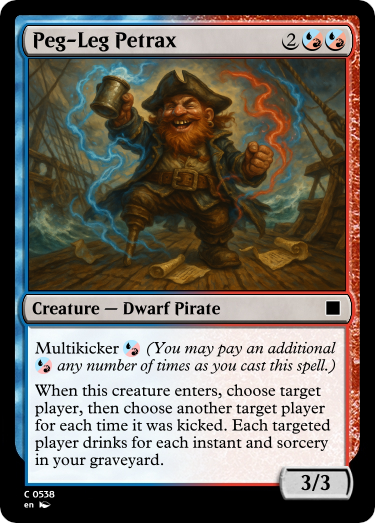 Peg-Leg Petrax 2
Creature — Dwarf Pirate
Multikicker (You may pay an additional
any number of times as you cast this spell.)
When this creature enters, choose target
player, then choose another target player
for each time it was kicked. Each targeted
player drinks for each instant and sorcery
in your graveyard.
3/3
C 0538
en